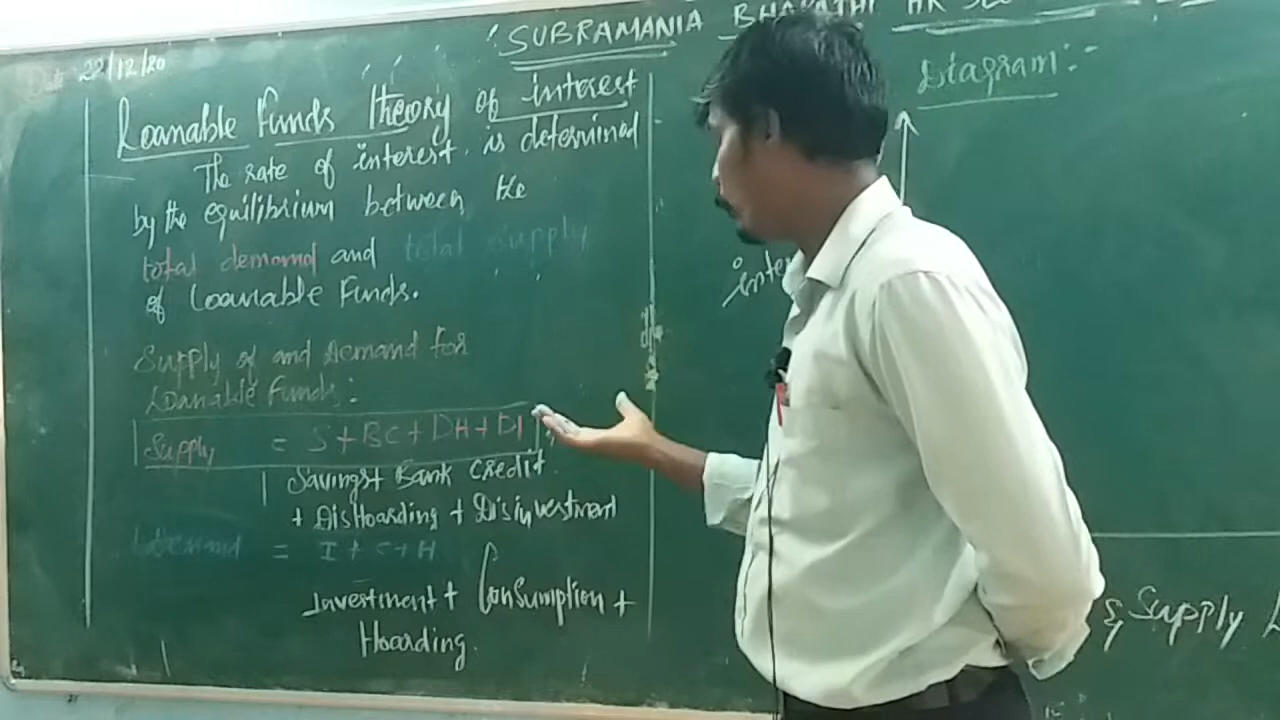 SUBRAMANIA BHARATHI HR SEC
22/12/20
Loanable Funds Theory of interest
The rate of interest is determined
by the equilibrium between the
total demand and total supply
of Loanable Funds.
Supply of and Demand for
Loanable Funds:
Supply = S + BC + DH + DI
Savings + Bank Credit
+ DisHoarding + Disinvestment
Demand = I + C + H
Investment + Consumption +
Hoarding.
Diagram:-
& Supply